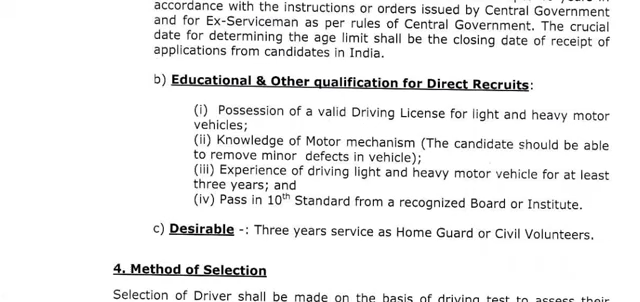 accordance with the instructions or orders issued by Central Government
and for Ex-Serviceman as per rules of Central Government. The crucial
date for determining the age limit shall be the closing date of receipt of
applications from candidates in India.
b) Educational & Other qualification for Direct Recruits:
(i) Possession of a valid Driving License for light and heavy motor
vehicles;
(ii) Knowledge of Motor mechanism (The candidate should be able
to remove minor defects in vehicle);
(iii) Experience of driving light and heavy motor vehicle for at least
three years; and
(iv) Pass in 10th Standard from a recognized Board or Institute.
c) Desirable -: Three years service as Home Guard or Civil Volunteers.
4. Method of Selection
Selection of Driver shall be made on the basis of driving test to assess their